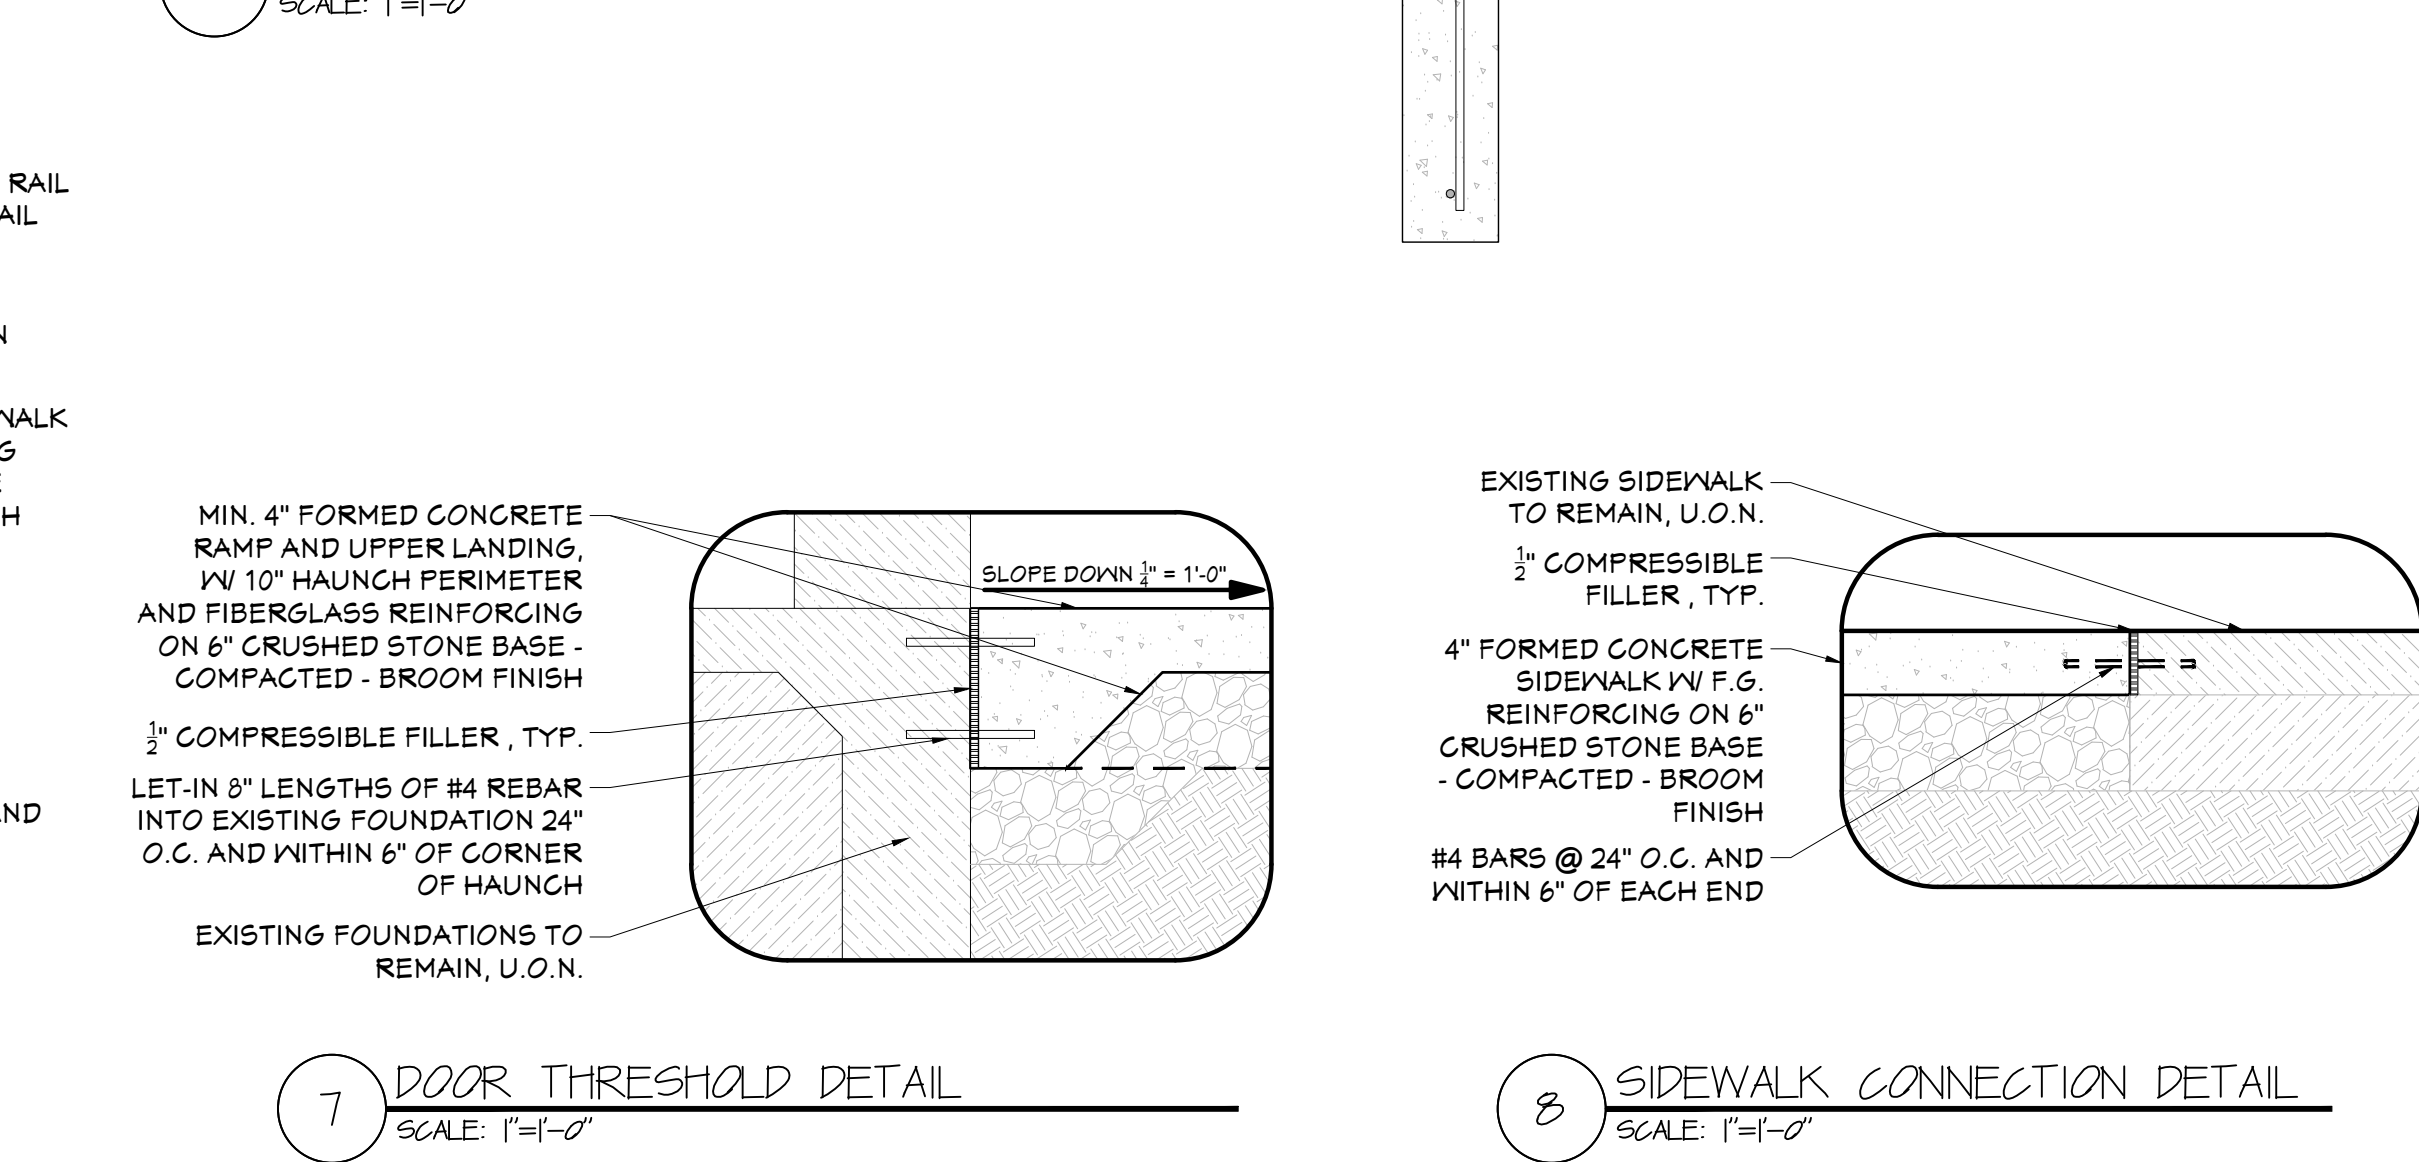 SCALE: 1"=1'-0"
RAIL
AIL
N
WALK
G
E
H
AND
MIN. 4" FORMED CONCRETE
RAMP AND UPPER LANDING,
W/ 10" HAUNCH PERIMETER
AND FIBERGLASS REINFORCING
ON 6" CRUSHED STONE BASE -
COMPACTED - BROOM FINISH
1/2" COMPRESSIBLE FILLER , TYP.
LET-IN 8" LENGTHS OF #4 REBAR
INTO EXISTING FOUNDATION 24"
O.C. AND WITHIN 6" OF CORNER
OF HAUNCH
EXISTING FOUNDATIONS TO
REMAIN, U.O.N.
SLOPE DOWN 1/4" = 1'-0"
7
DOOR THRESHOLD DETAIL
SCALE: 1"=1'-0"
EXISTING SIDEWALK
TO REMAIN, U.O.N.
1/2" COMPRESSIBLE
FILLER , TYP.
4" FORMED CONCRETE
SIDEWALK W/ F.G.
REINFORCING ON 6"
CRUSHED STONE BASE
- COMPACTED - BROOM
FINISH
#4 BARS @ 24" O.C. AND
WITHIN 6" OF EACH END
8
SIDEWALK CONNECTION DETAIL
SCALE: 1"=1'-0"